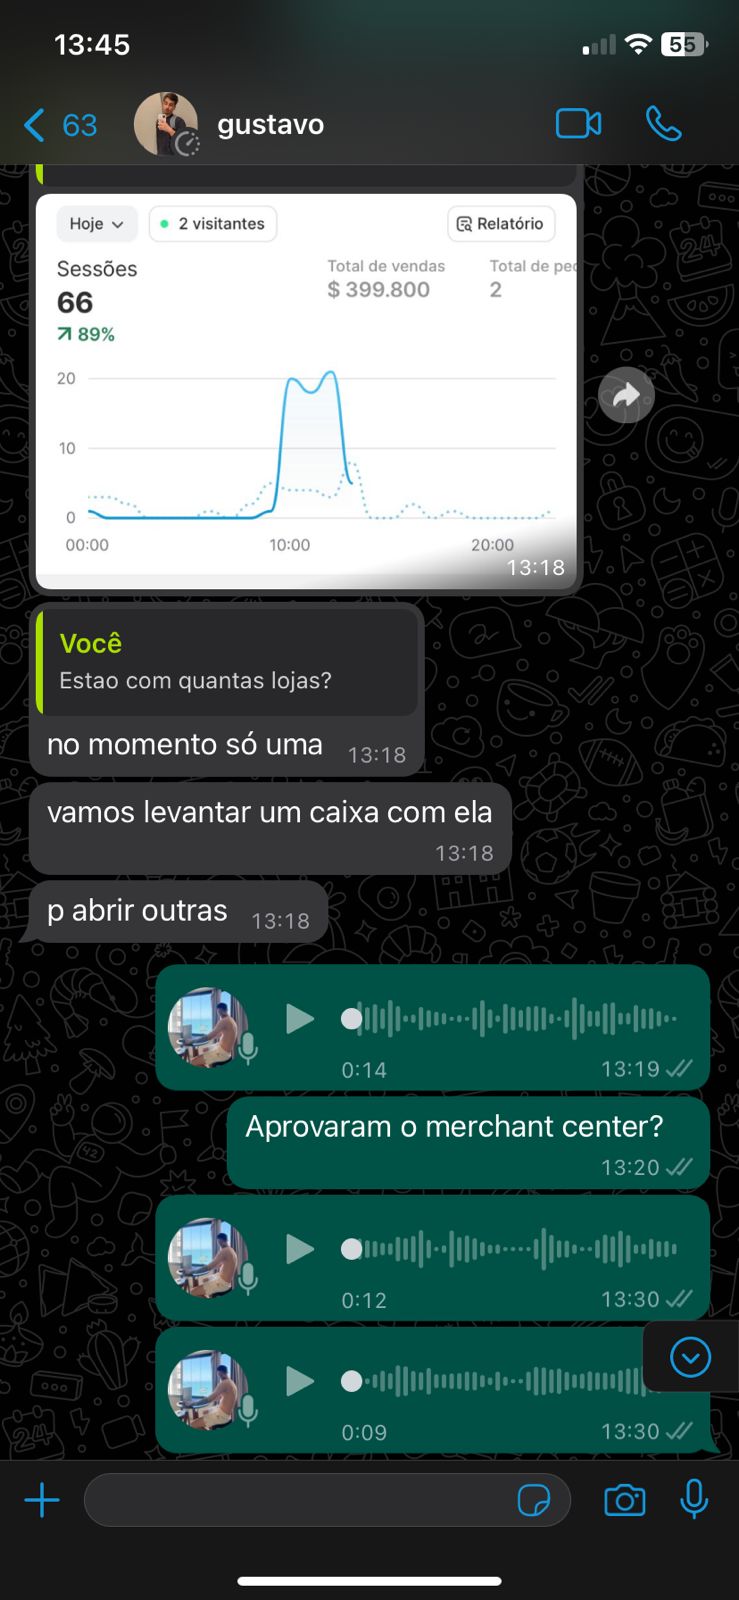 13:45
55
63
gustavo
Hoje
2 visitantes
Relatório
Sessões
Total de vendas
Total de pec
66
$ 399.800
2
89%
20
10
0
00:00
10:00
20:00
13:18
Você
Estao com quantas lojas?
no momento só uma
13:18
vamos levantar um caixa com ela
13:18
p abrir outras
13:18
0:14
13:19
Aprovaram o merchant center?
13:20
0:12
13:30
0:09
13:30